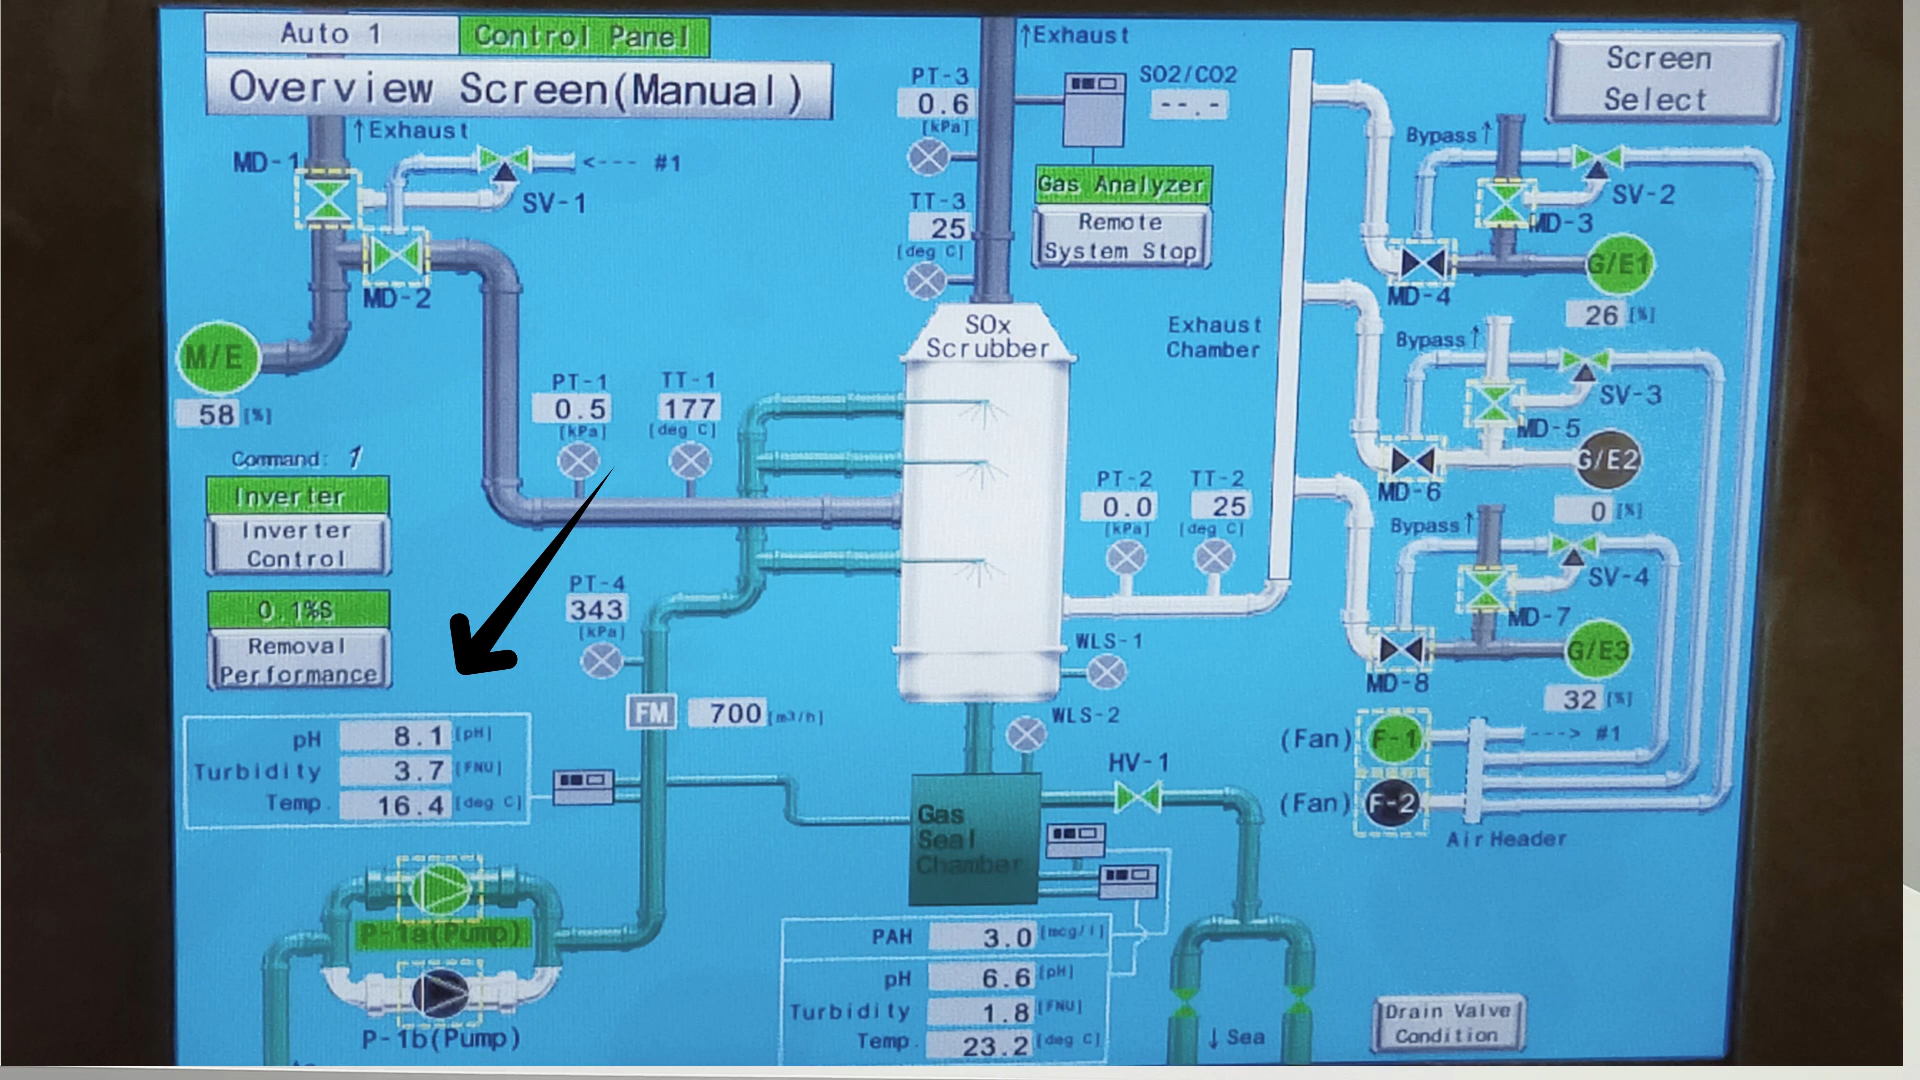 Auto 1
Control Panel
Overview Screen(Manual)
↑Exhaust
MD-1
<--- #1
SV-1
MD-2
M/E
58 [%]
Command: 1
Inverter
Inverter
Control
0.1%S
Removal
Performance
PT-1
0.5
[kPa]
TT-1
177
[deg C]
PT-4
343
[kPa]
FM
700 [m3/h]
pH 8.1 [pH]
Turbidity 3.7 [FNU]
Temp. 16.4 [deg C]
P-1a(Pump)
P-1b(Pump)
↑Exhaust
PT-3
0.6
[kPa]
SO2/CO2
--.-
TT-3
25
[deg C]
Gas Analyzer
Remote
System Stop
SOx
Scrubber
Exhaust
Chamber
PT-2
0.0
[kPa]
TT-2
25
[deg C]
WLS-1
WLS-2
HV-1
Gas
Seal
Chamber
PAH 3.0 [mcg/l]
pH 6.6 [pH]
Turbidity 1.8 [FNU]
Temp. 23.2 [deg C]
↓Sea
Screen
Select
Bypass↑
SV-2
MD-3
G/E1
MD-4
26 [%]
Bypass↑
SV-3
MD-5
G/E2
MD-6
0 [%]
Bypass↑
SV-4
MD-7
G/E3
MD-8
32 [%]
(Fan) F-1
---> #1
(Fan) F-2
Air Header
Drain Valve
Condition